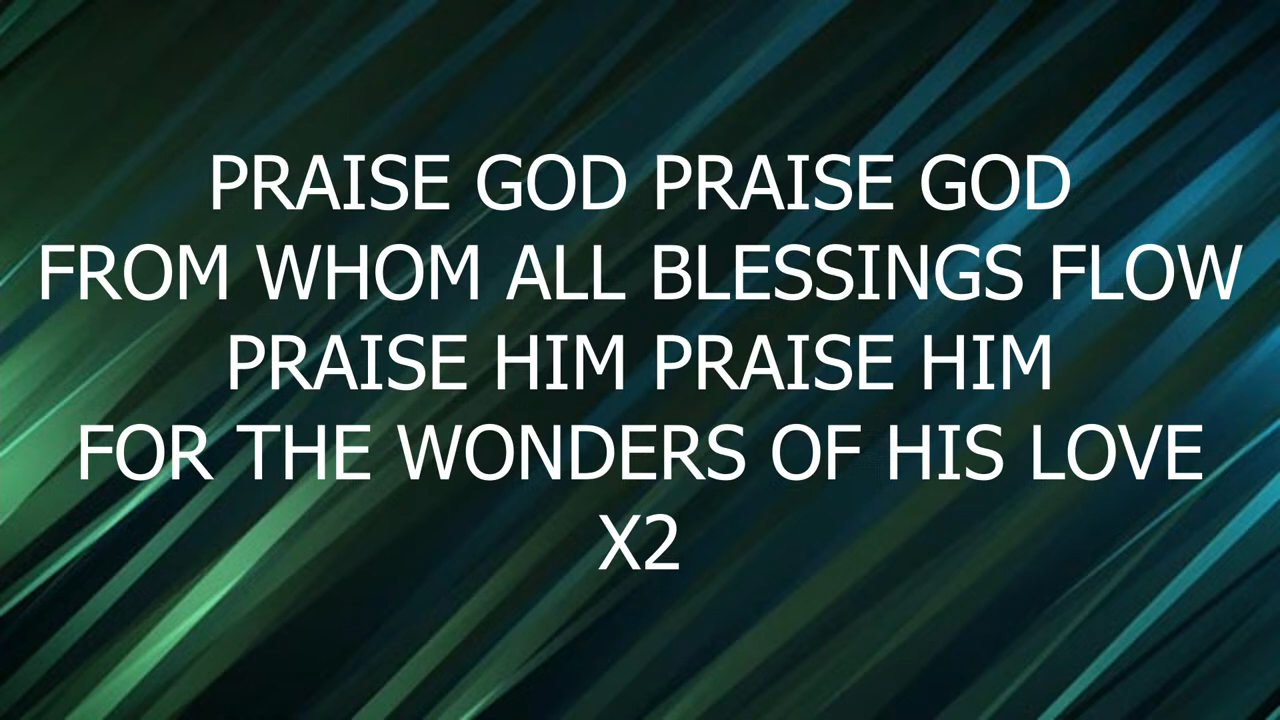 PRAISE GOD PRAISE GOD
FROM WHOM ALL BLESSINGS FLOW
PRAISE HIM PRAISE HIM
FOR THE WONDERS OF HIS LOVE
X2